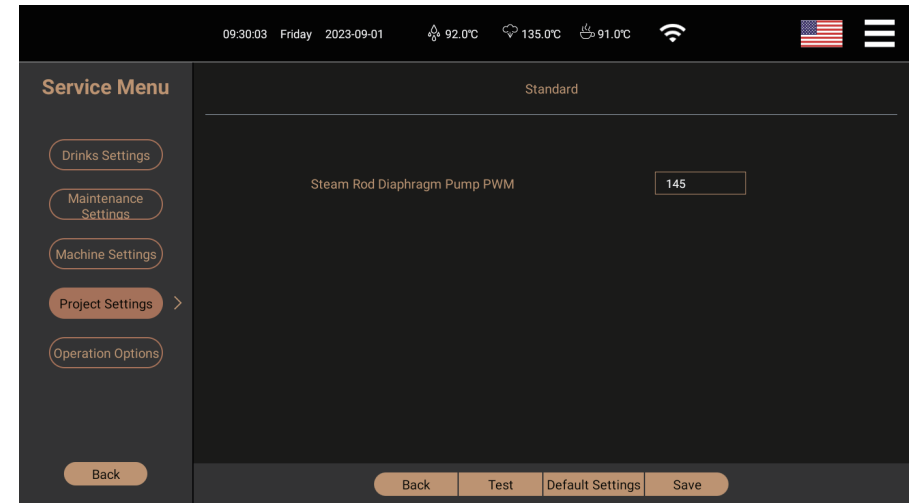 09:30:03 Friday 2023-09-01 92.0℃ 135.0℃ 91.0℃
Service Menu
Standard
Drinks Settings
Maintenance
Settings
Machine Settings
Project Settings
Operation Options
Back
Steam Rod Diaphragm Pump PWM 145
Back Test Default Settings Save